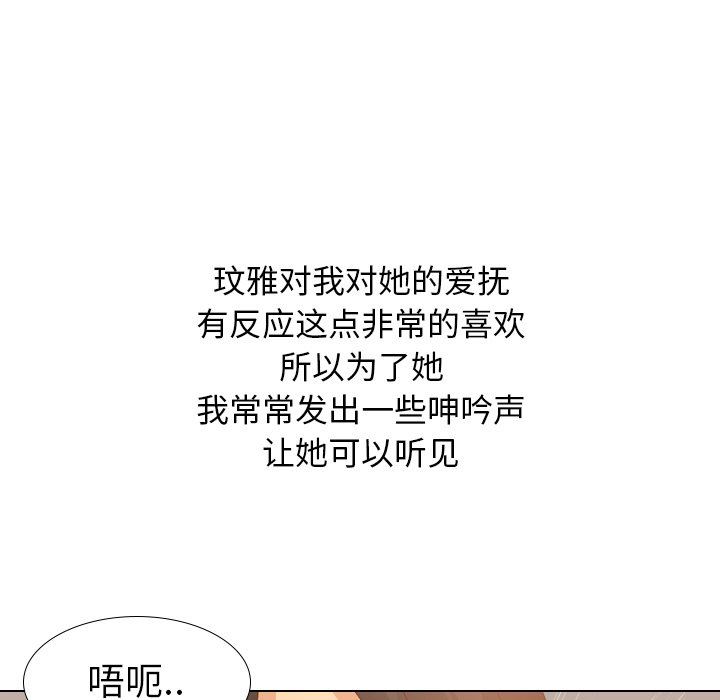 玟雅对我对她的爱抚
有反应这点非常的喜欢
所以为了她
我常常发出一些呻吟声
让她可以听见
唔呃..